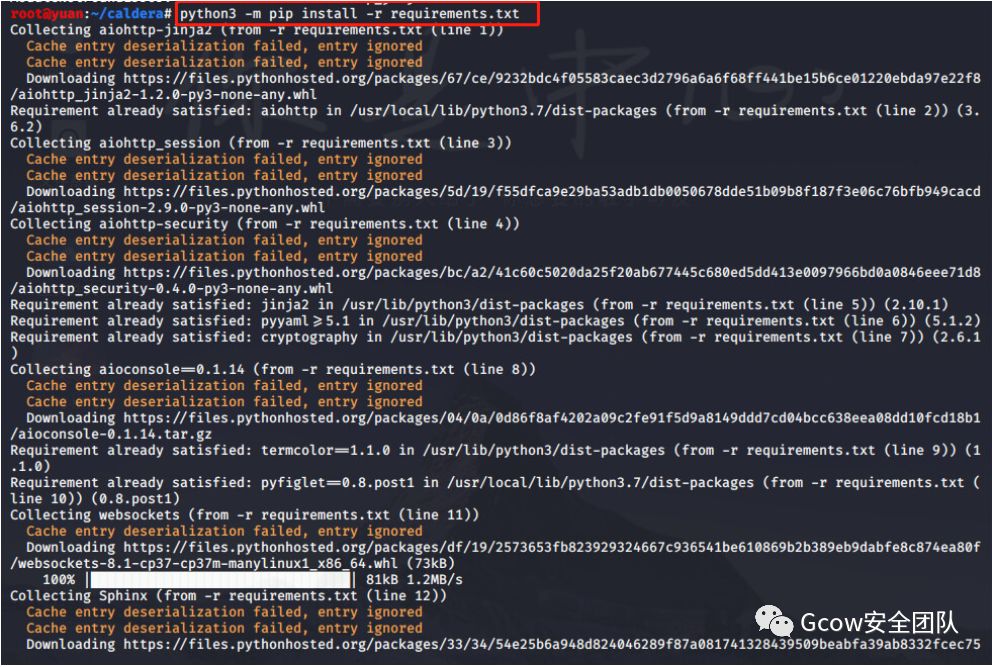 root@yuan:~/caldera# python3 -m pip install -r requirements.txt
Collecting aiohttp-jinja2 (from -r requirements.txt (line 1))
Cache entry deserialization failed, entry ignored
Cache entry deserialization failed, entry ignored
Downloading https://files.pythonhosted.org/packages/67/ce/9232bdc4f05583caec3d2796a6a6f68ff441be15b6ce01220ebda97e22f8
/aiohttp_jinja2-1.2.0-py3-none-any.whl
Requirement already satisfied: aiohttp in /usr/local/lib/python3.7/dist-packages (from -r requirements.txt (line 2)) (3.
6.2)
Collecting aiohttp_session (from -r requirements.txt (line 3))
Cache entry deserialization failed, entry ignored
Cache entry deserialization failed, entry ignored
Downloading https://files.pythonhosted.org/packages/5d/19/f55dfca9e29ba53adb1db0050678dde51b09b8f187f3e06c76bfb949cacd
/aiohttp_session-2.9.0-py3-none-any.whl
Collecting aiohttp-security (from -r requirements.txt (line 4))
Cache entry deserialization failed, entry ignored
Cache entry deserialization failed, entry ignored
Downloading https://files.pythonhosted.org/packages/bc/a2/41c60c5020da25f20ab677445c680ed5dd413e0097966bd0a0846eee71d8
/aiohttp_security-0.4.0-py3-none-any.whl
Requirement already satisfied: jinja2 in /usr/lib/python3/dist-packages (from -r requirements.txt (line 5)) (2.10.1)
Requirement already satisfied: pyyaml≥5.1 in /usr/lib/python3/dist-packages (from -r requirements.txt (line 6)) (5.1.2)
Requirement already satisfied: cryptography in /usr/lib/python3/dist-packages (from -r requirements.txt (line 7)) (2.6.1
)
Collecting aioconsole==0.1.14 (from -r requirements.txt (line 8))
Cache entry deserialization failed, entry ignored
Cache entry deserialization failed, entry ignored
Downloading https://files.pythonhosted.org/packages/04/0a/0d86f8af4202a09c2fe91f5d9a8149ddd7cd04bcc638eea08dd10fcd18b1
/aioconsole-0.1.14.tar.gz
Requirement already satisfied: termcolor==1.1.0 in /usr/lib/python3/dist-packages (from -r requirements.txt (line 9)) (1
.1.0)
Requirement already satisfied: pyfiglet==0.8.post1 in /usr/local/lib/python3.7/dist-packages (from -r requirements.txt (
line 10)) (0.8.post1)
Collecting websockets (from -r requirements.txt (line 11))
Cache entry deserialization failed, entry ignored
Downloading https://files.pythonhosted.org/packages/df/19/2573653fb823929324667c936541be610869b2b389eb9dabfe8c874ea80f
/websockets-8.1-cp37-cp37m-manylinux1_x86_64.whl (73kB)
100% |                                | 81kB 1.2MB/s
Collecting Sphinx (from -r requirements.txt (line 12))
Cache entry deserialization failed, entry ignored
Cache entry deserialization failed, entry ignored
Downloading https://files.pythonhosted.org/packages/33/34/54e25b6a948d824046289f87a081741328439509beabfa39ab8332fcec75
Gcow安全团队